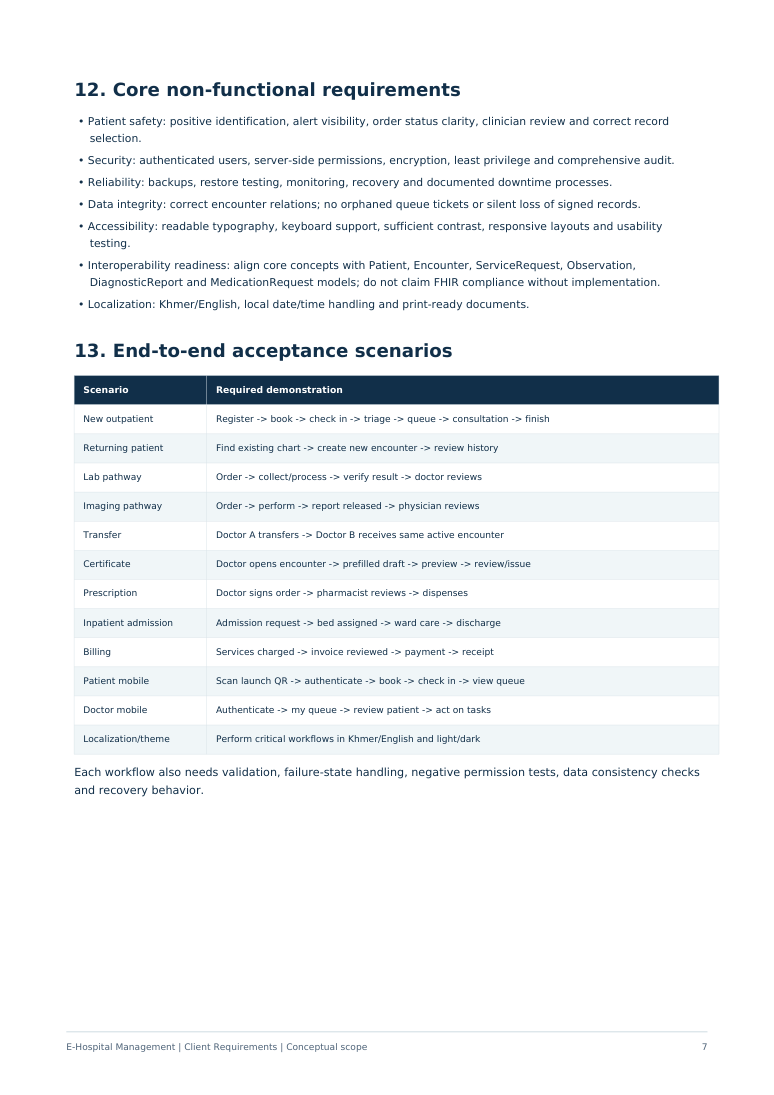 12. Core non-functional requirements
• Patient safety: positive identification, alert visibility, order status clarity, clinician review and correct record
selection.
• Security: authenticated users, server-side permissions, encryption, least privilege and comprehensive audit.
• Reliability: backups, restore testing, monitoring, recovery and documented downtime processes.
• Data integrity: correct encounter relations; no orphaned queue tickets or silent loss of signed records.
• Accessibility: readable typography, keyboard support, sufficient contrast, responsive layouts and usability
testing.
• Interoperability readiness: align core concepts with Patient, Encounter, ServiceRequest, Observation,
DiagnosticReport and MedicationRequest models; do not claim FHIR compliance without implementation.
• Localization: Khmer/English, local date/time handling and print-ready documents.
13. End-to-end acceptance scenarios
Scenario Required demonstration
New outpatient Register -> book -> check in -> triage -> queue -> consultation -> finish
Returning patient Find existing chart -> create new encounter -> review history
Lab pathway Order -> collect/process -> verify result -> doctor reviews
Imaging pathway Order -> perform -> report released -> physician reviews
Transfer Doctor A transfers -> Doctor B receives same active encounter
Certificate Doctor opens encounter -> prefilled draft -> preview -> review/issue
Prescription Doctor signs order -> pharmacist reviews -> dispenses
Inpatient admission Admission request -> bed assigned -> ward care -> discharge
Billing Services charged -> invoice reviewed -> payment -> receipt
Patient mobile Scan launch QR -> authenticate -> book -> check in -> view queue
Doctor mobile Authenticate -> my queue -> review patient -> act on tasks
Localization/theme Perform critical workflows in Khmer/English and light/dark
Each workflow also needs validation, failure-state handling, negative permission tests, data consistency checks
and recovery behavior.
E-Hospital Management | Client Requirements | Conceptual scope 7